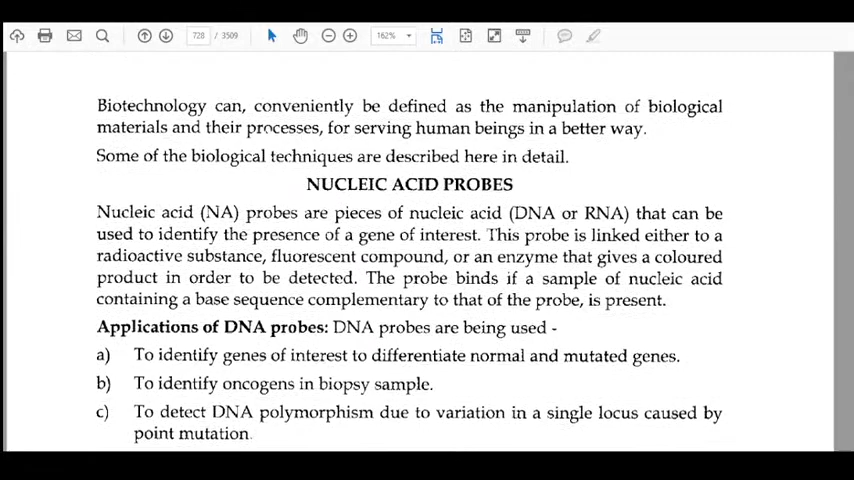 728 / 3509 162%
Biotechnology can, conveniently be defined as the manipulation of biological
materials and their processes, for serving human beings in a better way.
Some of the biological techniques are described here in detail.
NUCLEIC ACID PROBES
Nucleic acid (NA) probes are pieces of nucleic acid (DNA or RNA) that can be
used to identify the presence of a gene of interest. This probe is linked either to a
radioactive substance, fluorescent compound, or an enzyme that gives a coloured
product in order to be detected. The probe binds if a sample of nucleic acid
containing a base sequence complementary to that of the probe, is present.
Applications of DNA probes: DNA probes are being used -
a) To identify genes of interest to differentiate normal and mutated genes.
b) To identify oncogens in biopsy sample.
c) To detect DNA polymorphism due to variation in a single locus caused by
point mutation.